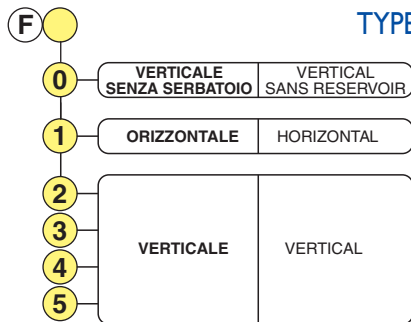 F TYPE
0 VERTICALE VERTICAL
SENZA SERBATOIO SANS RESERVOIR
1 ORIZZONTALE HORIZONTAL
2
3
VERTICALE VERTICAL
4
5